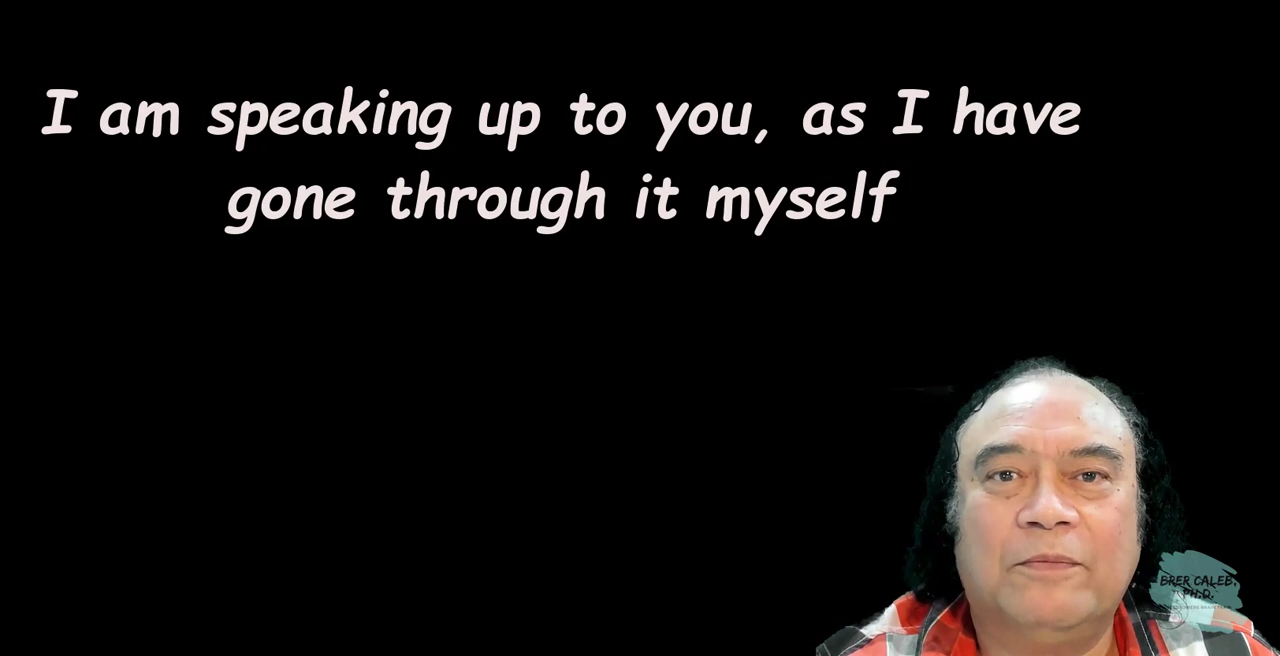 I am speaking up to you, as I have
gone through it myself
BRER CALEB,
PH.D.